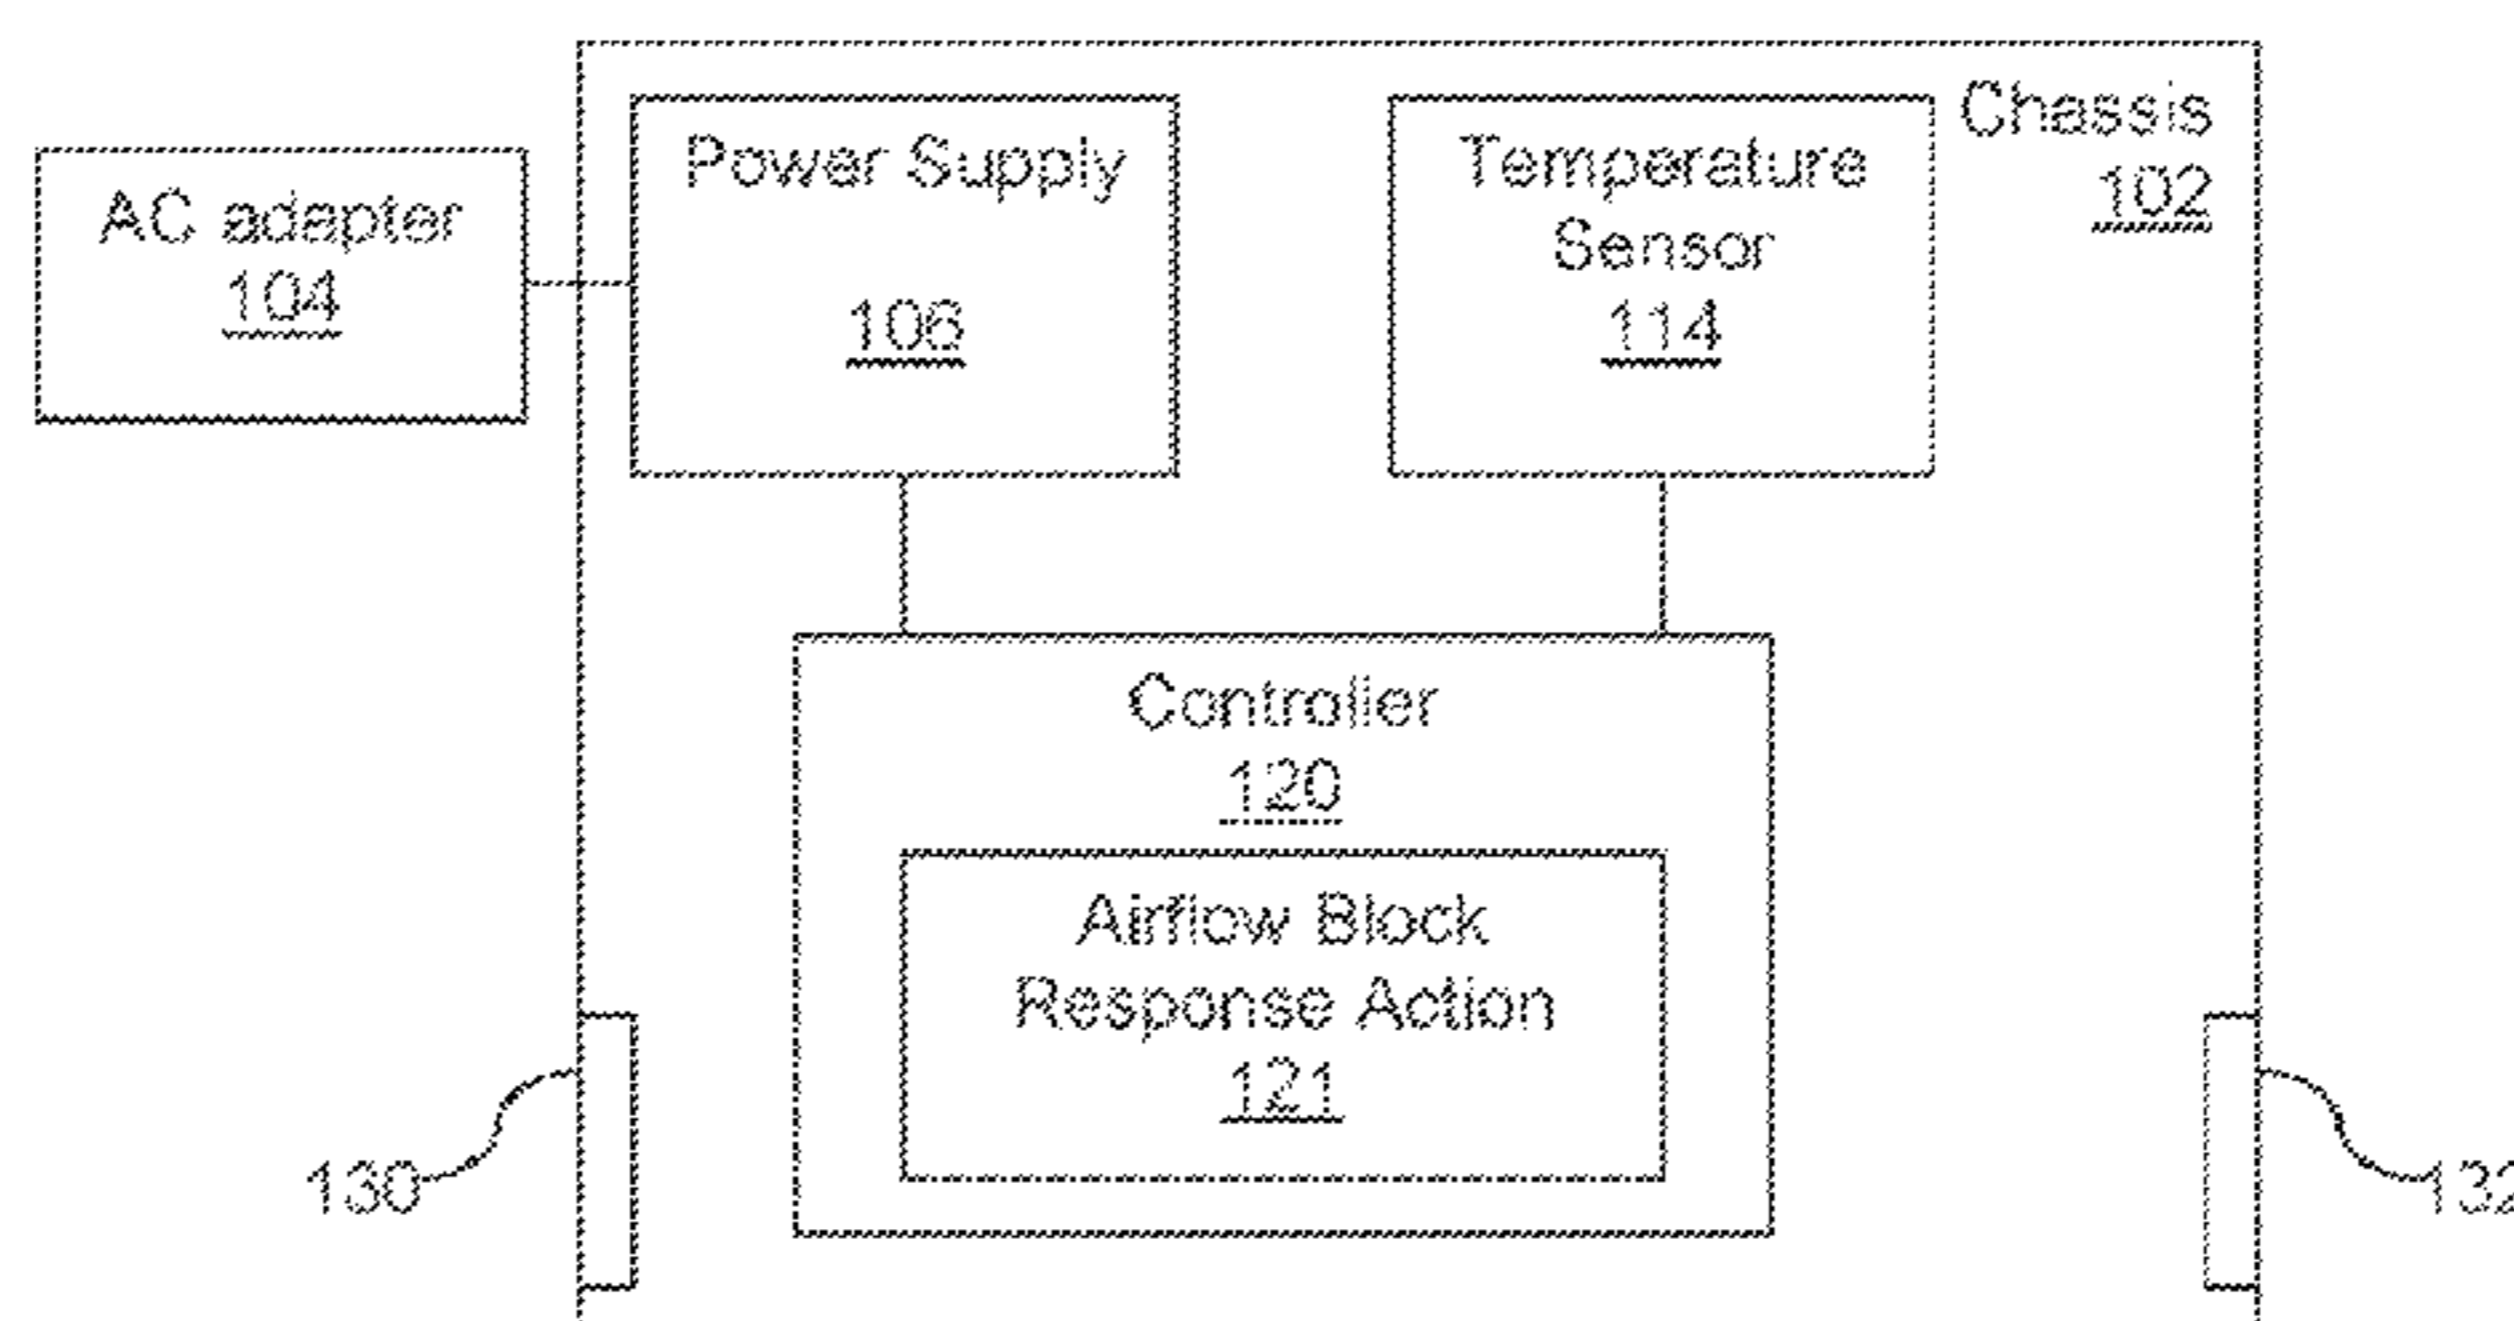 Chassis
102
AC adapter
104
Power Supply
106
Temperature
Sensor
114
Controller
120
Airflow Block
Response Action
121
130
132